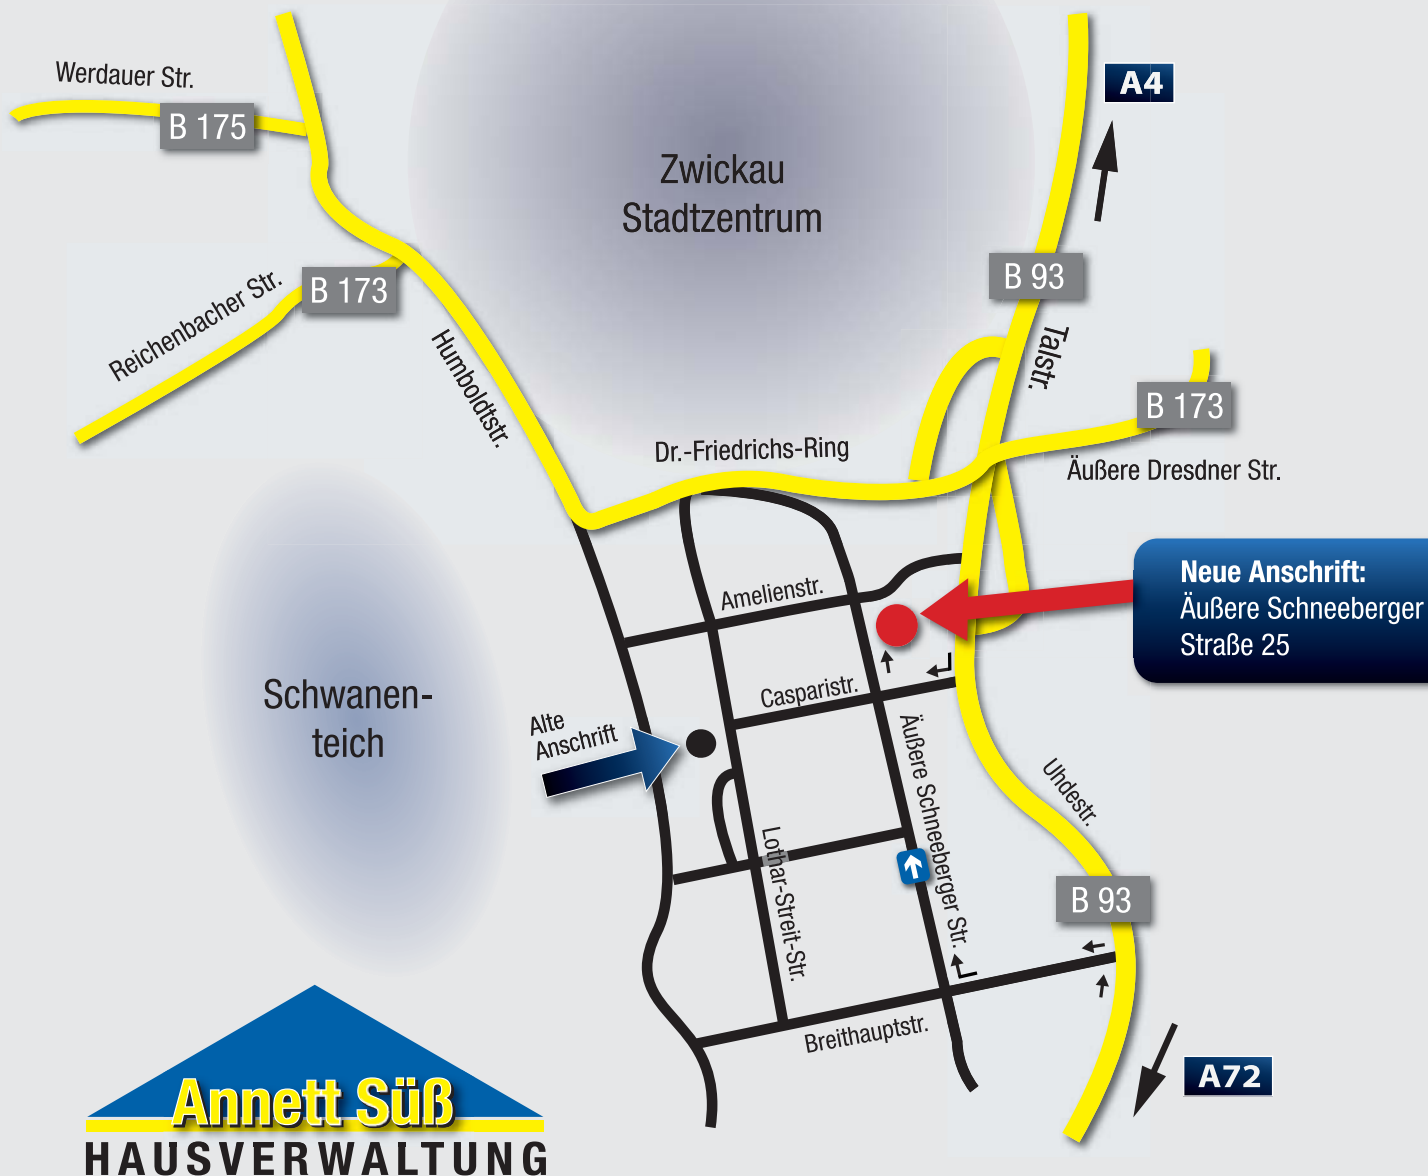 Werdauer Str.
B 175
A4
Zwickau
Stadtzentrum
B 93
Reichenbacher Str.
B 173
Humboldtstr.
Talstr.
B 173
Dr.-Friedrichs-Ring
Äußere Dresdner Str.
Neue Anschrift:
Äußere Schneeberger
Straße 25
Amelienstr.
Casparistr.
Schwanen-
teich
Alte
Anschrift
Äußere Schneeberger Str.
Uhdestr.
Lothar-Streit-Str.
B 93
Breithauptstr.
A72
Annett Süß
HAUSVERWALTUNG